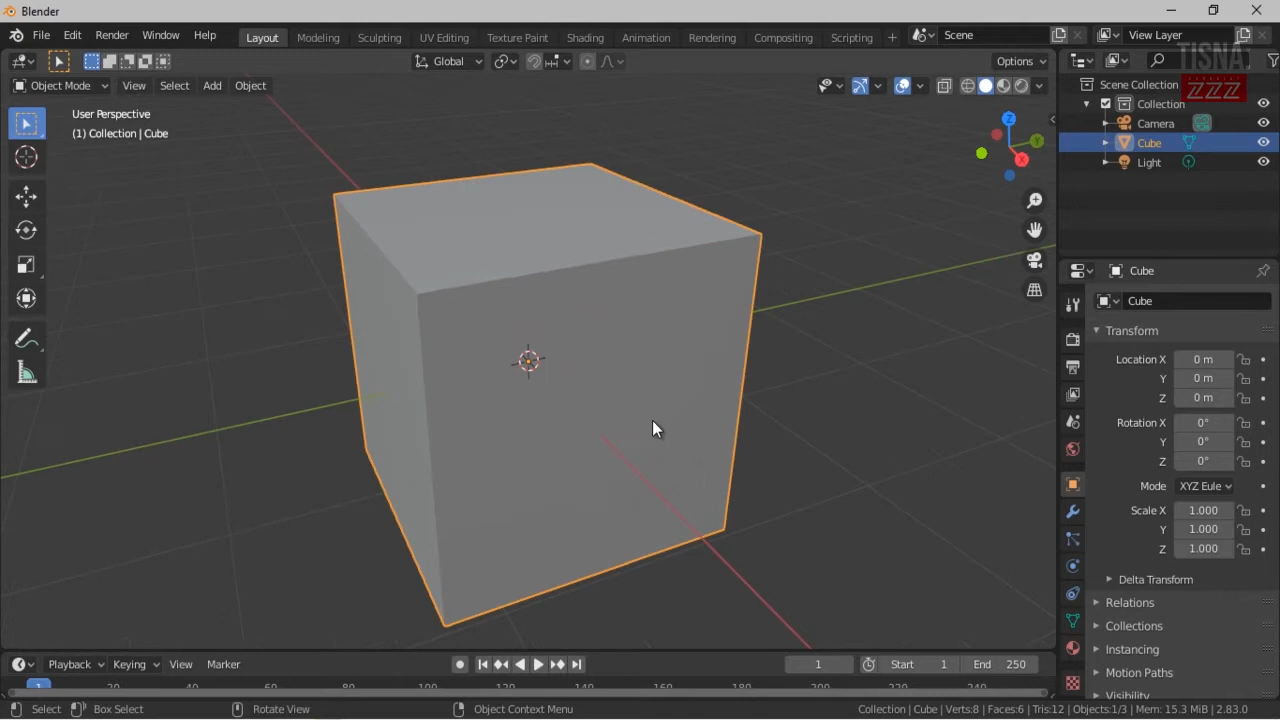 Blender
File Edit Render Window Help Layout Modeling Sculpting UV Editing Texture Paint Shading Animation Rendering Compositing Scripting + Scene View Layer
Global Options
Object Mode View Select Add Object
User Perspective
(1) Collection | Cube
Z
Y
X
TISNA
ZZZ
Scene Collection
Collection
Camera
Cube
Light
Cube
Cube
Transform
Location X 0 m
Y 0 m
Z 0 m
Rotation X 0°
Y 0°
Z 0°
Mode XYZ Eule
Scale X 1.000
Y 1.000
Z 1.000
Delta Transform
Relations
Collections
Instancing
Motion Paths
Visibility
Playback Keying View Marker 1 Start 1 End 250
1 20 40 60 80 100 120 140 160 180 200 220 240
Select Box Select Rotate View Object Context Menu Collection | Cube | Verts:8 | Faces:6 | Tris:12 | Objects:1/3 | Mem: 15.3 MiB | 2.83.0